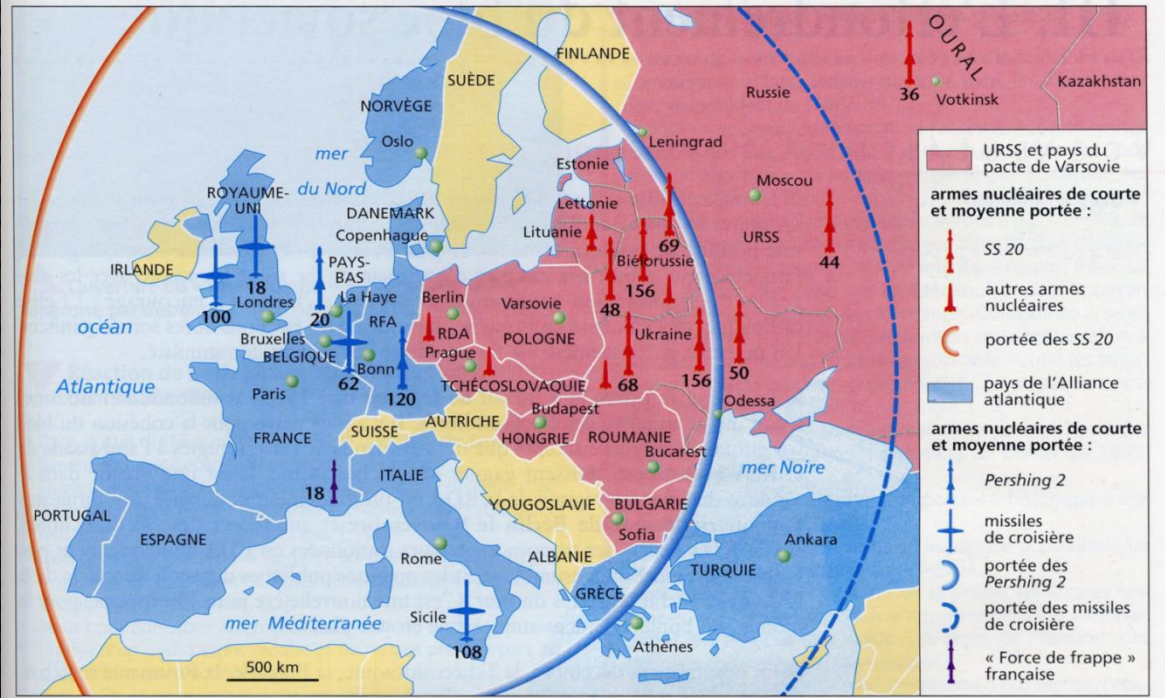 OURAL
FINLANDE
SUÈDE
Russie
36
Votkinsk
Kazakhstan
NORVÈGE
Oslo
Leningrad
mer
du Nord
Estonie
Moscou
ROYAUME-
UNI
Lettonie
DANEMARK
Copenhague
Lituanie
URSS
69
44
IRLANDE
PAYS-
BAS
Biélorussie
18
156
Londres
100
La Haye
20
Berlin
Varsovie
48
océan
RFA
RDA
POLOGNE
Ukraine
Bruxelles
BELGIQUE
Prague
Bonn
62
Atlantique
Paris
120
TCHÉCOSLOVAQUIE
68
156
50
Odessa
FRANCE
SUISSE
AUTRICHE
Budapest
HONGRIE
ROUMANIE
Bucarest
ITALIE
mer Noire
18
PORTUGAL
ESPAGNE
YOUGOSLAVIE
BULGARIE
Sofia
Rome
ALBANIE
Ankara
TURQUIE
GRÈCE
mer Méditerranée
Sicile
108
Athènes
500 km
URSS et pays du
pacte de Varsovie
armes nucléaires de courte
et moyenne portée :
SS 20
autres armes
nucléaires
portée des SS 20
pays de l'Alliance
atlantique
armes nucléaires de courte
et moyenne portée :
Pershing 2
missiles
de croisière
portée des
Pershing 2
portée des missiles
de croisière
« Force de frappe »
française